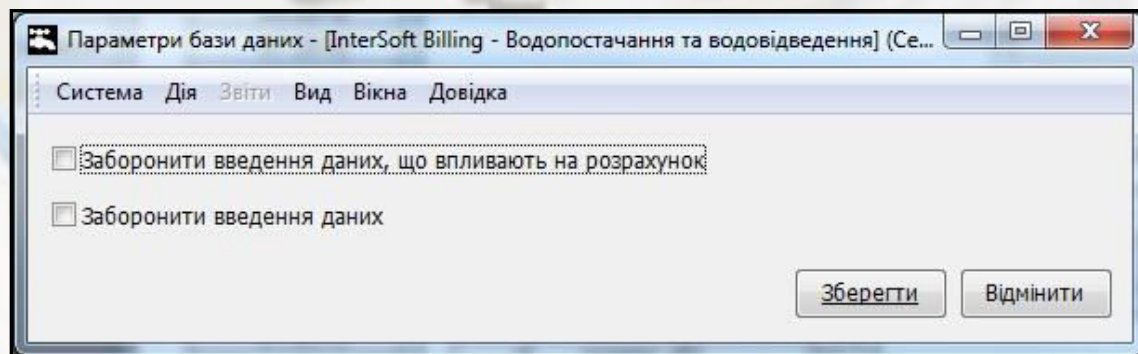 Параметри бази даних - [InterSoft Billing - Водопостачання та водовідведення] (Се...
Система Дія Звіти Вид Вікна Довідка
Заборонити введення даних, що впливають на розрахунок
Заборонити введення даних
Зберегти Відмінити